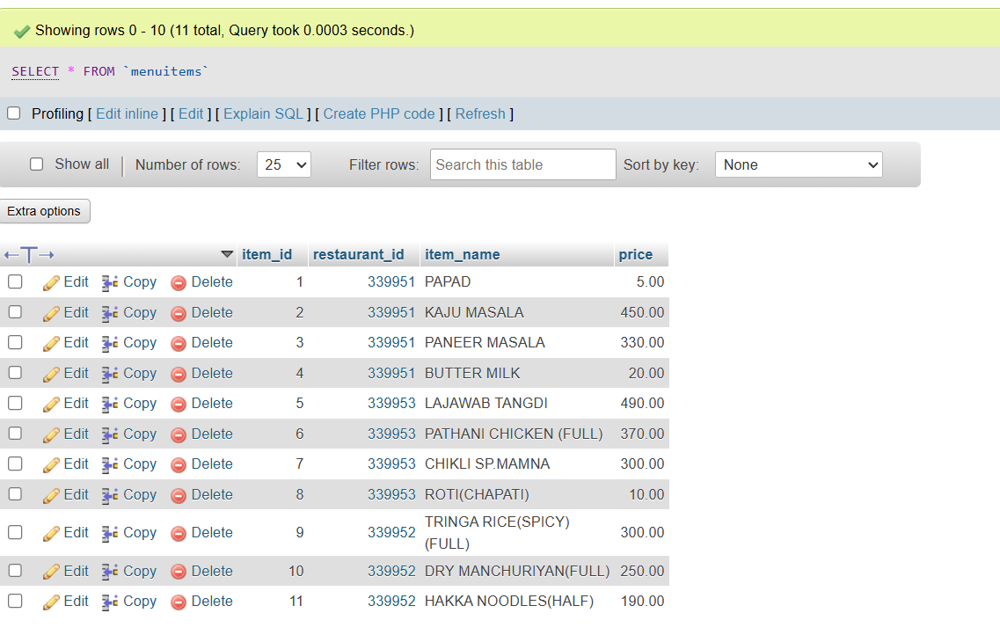 Showing rows 0 - 10 (11 total, Query took 0.0003 seconds.)
SELECT * FROM `menuitems`
Profiling [ Edit inline ] [ Edit ] [ Explain SQL ] [ Create PHP code ] [ Refresh ]
Show all Number of rows: 25 Filter rows: Search this table Sort by key: None
Extra options
←T→ item_id restaurant_id item_name price
Edit Copy Delete 1 339951 PAPAD 5.00
Edit Copy Delete 2 339951 KAJU MASALA 450.00
Edit Copy Delete 3 339951 PANEER MASALA 330.00
Edit Copy Delete 4 339951 BUTTER MILK 20.00
Edit Copy Delete 5 339953 LAJAWAB TANGDI 490.00
Edit Copy Delete 6 339953 PATHANI CHICKEN (FULL) 370.00
Edit Copy Delete 7 339953 CHIKLI SP.MAMNA 300.00
Edit Copy Delete 8 339953 ROTI(CHAPATI) 10.00
Edit Copy Delete 9 339952 TRINGA RICE(SPICY) 300.00
(FULL)
Edit Copy Delete 10 339952 DRY MANCHURIYAN(FULL) 250.00
Edit Copy Delete 11 339952 HAKKA NOODLES(HALF) 190.00